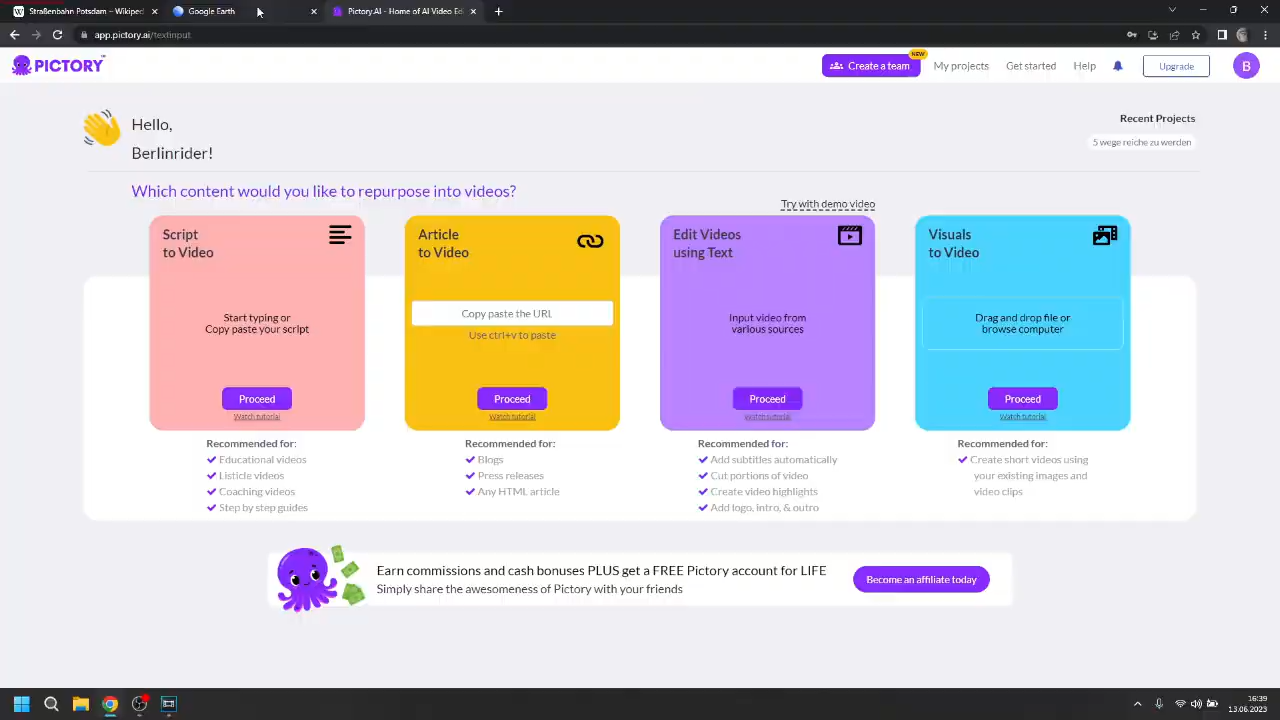 Straßenbahn Potsdam – Wikipec
Google Earth
Pictory.AI - Home of AI Video Edi
app.pictory.ai/textinput
PICTORY
NEW
Create a team
My projects
Get started
Help
Upgrade
B
Hello,
Berlinrider!
Recent Projects
5 wege reiche zu werden
Which content would you like to repurpose into videos?
Try with demo video
Script
to Video
Start typing or
Copy paste your script
Proceed
Watch tutorial
Recommended for:
Educational videos
Listicle videos
Coaching videos
Step by step guides
Article
to Video
Copy paste the URL
Use ctrl+v to paste
Proceed
Watch tutorial
Recommended for:
Blogs
Press releases
Any HTML article
Edit Videos
using Text
Input video from
various sources
Proceed
Watch tutorial
Recommended for:
Add subtitles automatically
Cut portions of video
Create video highlights
Add logo, intro, & outro
Visuals
to Video
Drag and drop file or
browse computer
Proceed
Watch tutorial
Recommended for:
Create short videos using
your existing images and
video clips
Earn commissions and cash bonuses PLUS get a FREE Pictory account for LIFE
Simply share the awesomeness of Pictory with your friends
Become an affiliate today
16:39
13.06.2023